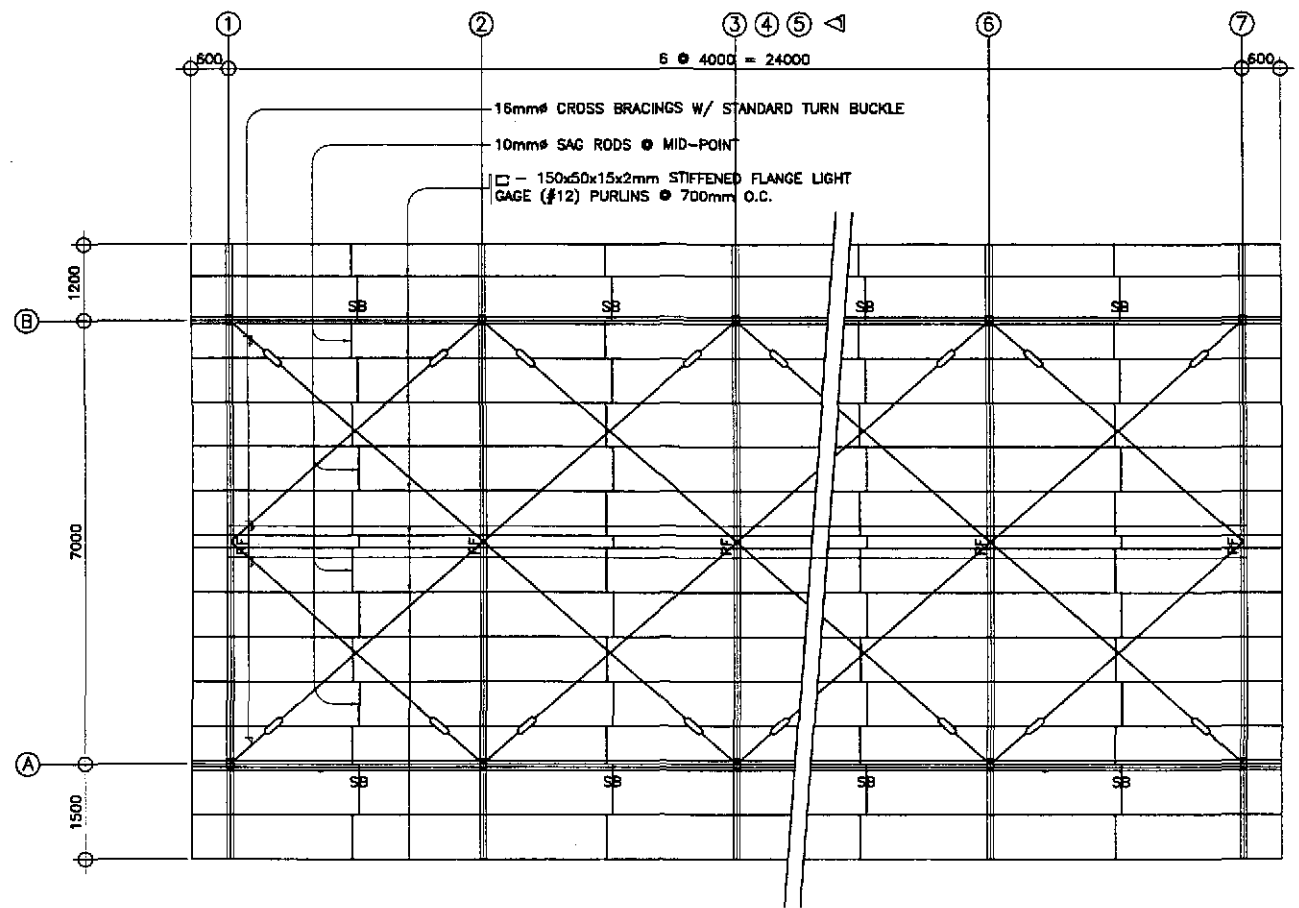 1 2 3 4 5 6 7
600 6 @ 4000 = 24000 600
16mmø CROSS BRACINGS W/ STANDARD TURN BUCKLE
10mmø SAG RODS @ MID-POINT
150x50x15x2mm STIFFENED FLANGE LIGHT
GAGE (#12) PURLINS @ 700mm O.C.
1200
SB SB SB SB
B
7000
RF RF RF RF RF
A
SB SB SB SB
1500